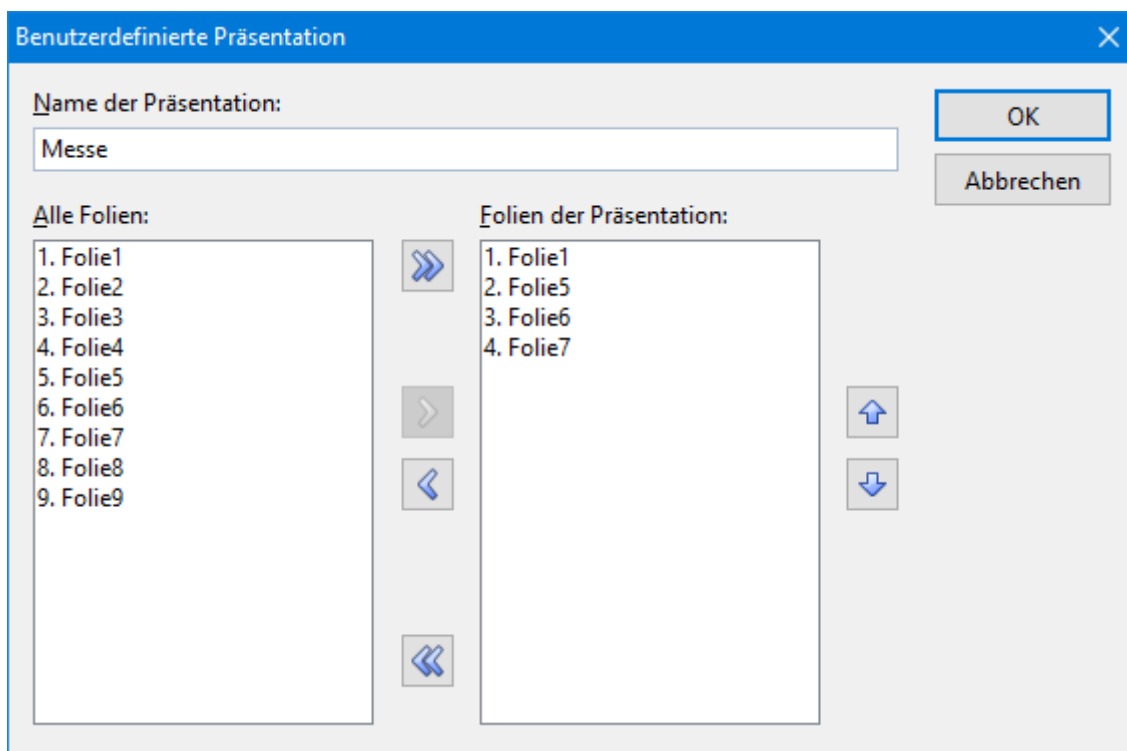 Benutzerdefinierte Präsentation
Name der Präsentation:
OK
Messe
Abbrechen
Alle Folien:
1. Folie1
2. Folie2
3. Folie3
4. Folie4
5. Folie5
6. Folie6
7. Folie7
8. Folie8
9. Folie9
Folien der Präsentation:
1. Folie1
2. Folie5
3. Folie6
4. Folie7